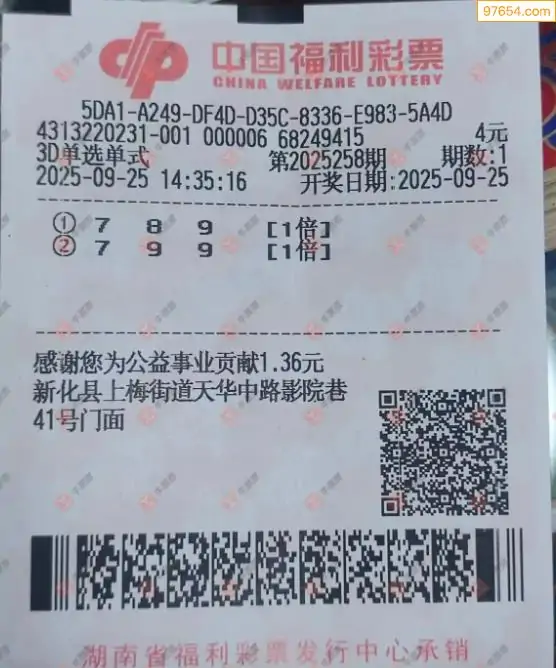 97654.com
中国福利彩票
CHINA WELFARE LOTTERY
5DA1-A249-DF4D-D35C-8336-E983-5A4D
4313220231-001 000006 68249415 4元
3D单选单式 第2025258期 期数:1
2025-09-25 14:35:16 开奖日期:2025-09-25
① 7 8 9 [1倍]
② 7 9 9 [1倍]
感谢您为公益事业贡献1.36元
新化县上梅街道天华中路影院巷
41号门面
湖南省福利彩票发行中心承销